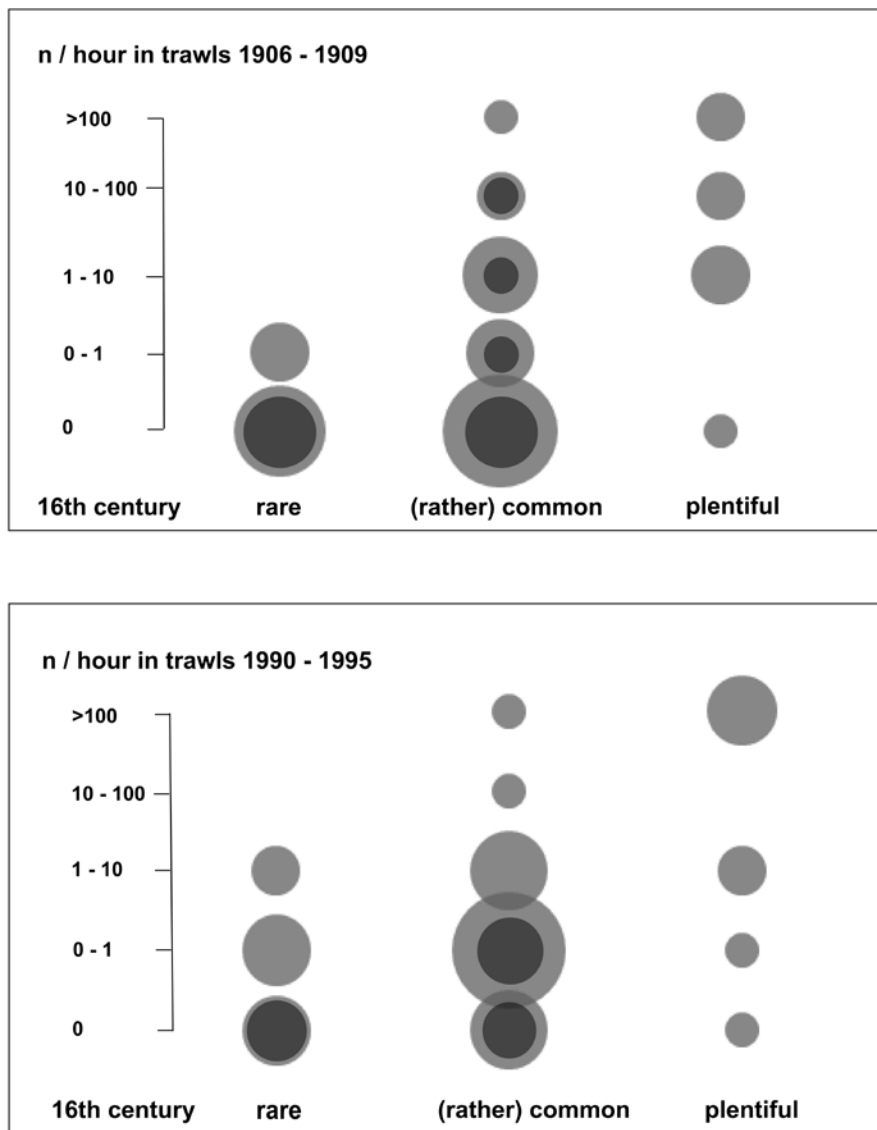 n / hour in trawls 1906 - 1909
>100
10 - 100
1 - 10
0 - 1
0
16th century rare (rather) common plentiful
n / hour in trawls 1990 - 1995
>100
10 - 100
1 - 10
0 - 1
0
16th century rare (rather) common plentiful